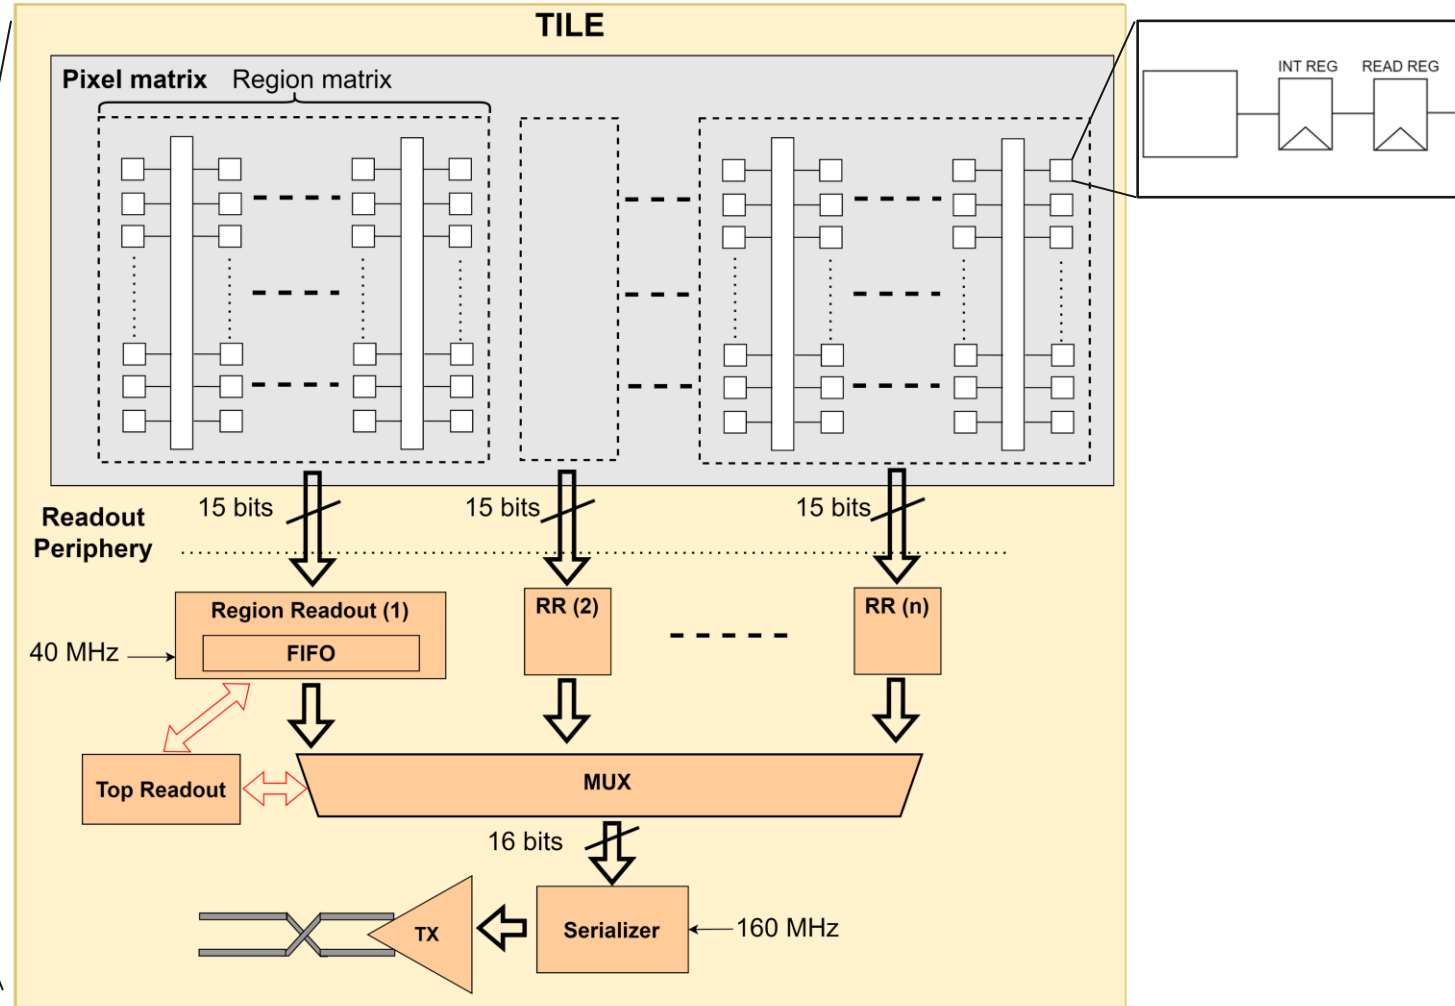 TILE
Pixel matrix Region matrix
INT REG READ REG
15 bits 15 bits 15 bits
Readout
Periphery
Region Readout (1) RR (2) RR (n)
FIFO
40 MHz
Top Readout
MUX
16 bits
TX
Serializer
160 MHz